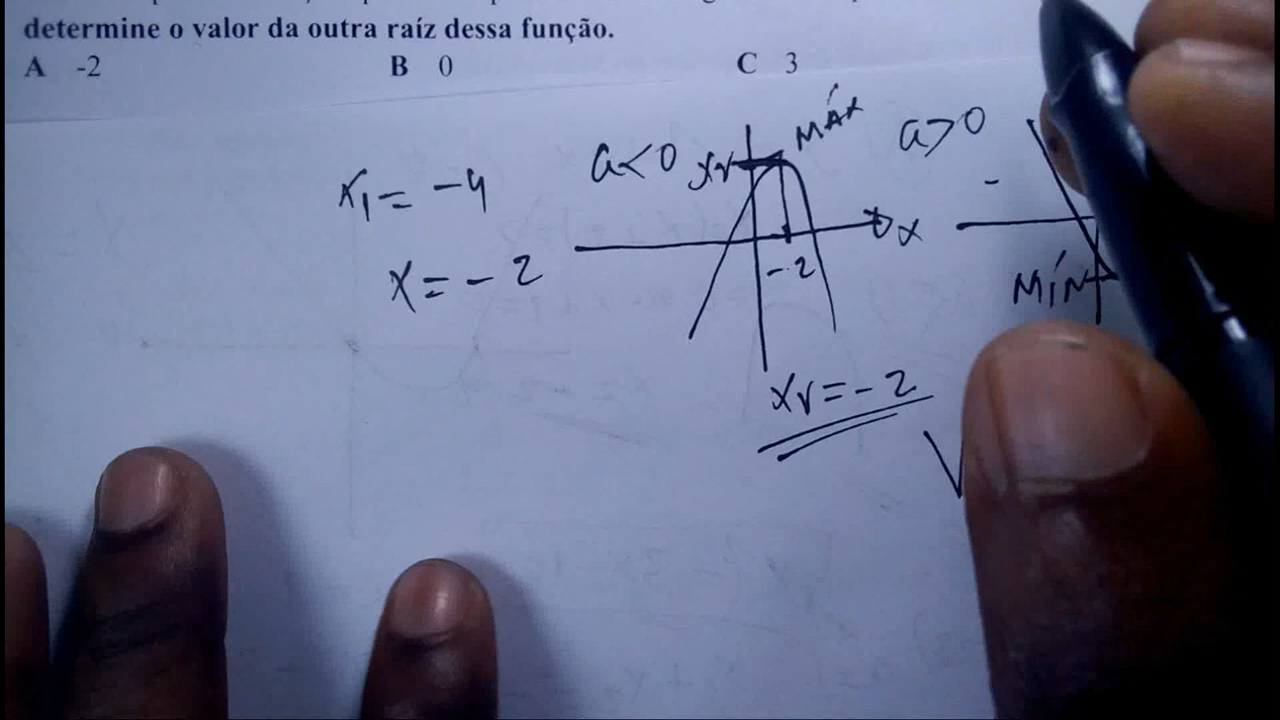 determine o valor da outra raíz dessa função.
A -2 B 0 C 3
x₁ = -4
x = -2
a<0
xv
MÁX
x
-2
xv = -2
a>0
-
MÍN